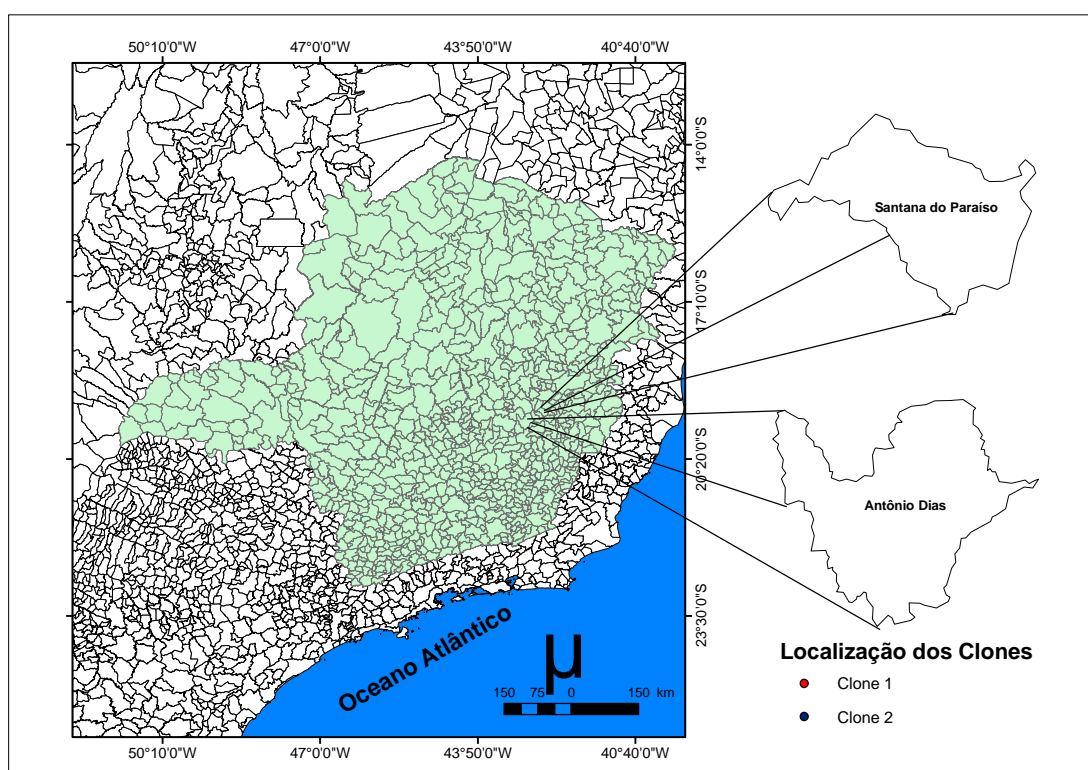 50°10'0"W 47°0'0"W 43°50'0"W 40°40'0"W
14°0'0"S
17°10'0"S
20°20'0"S
23°30'0"S
Santana do Paraíso
Antônio Dias
Oceano Atlântico
µ
150 75 0 150 km
Localização dos Clones
Clone 1
Clone 2
50°10'0"W 47°0'0"W 43°50'0"W 40°40'0"W